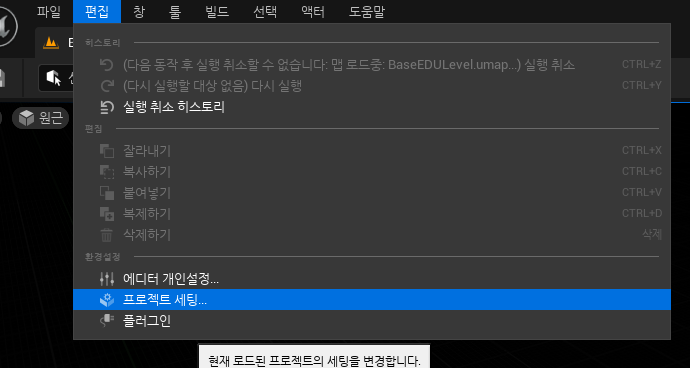 파일 편집 창 툴 빌드 선택 액터 도움말
히스토리
(다음 동작 후 실행 취소할 수 없습니다: 맵 로드중: BaseEDULevel.umap...) 실행 취소 CTRL+Z
(다시 실행할 대상 없음) 다시 실행 CTRL+Y
실행 취소 히스토리
원근
편집
잘라내기 CTRL+X
복사하기 CTRL+C
붙여넣기 CTRL+V
복제하기 CTRL+D
삭제하기 삭제
환경설정
에디터 개인설정...
프로젝트 세팅...
플러그인
현재 로드된 프로젝트의 세팅을 변경합니다.